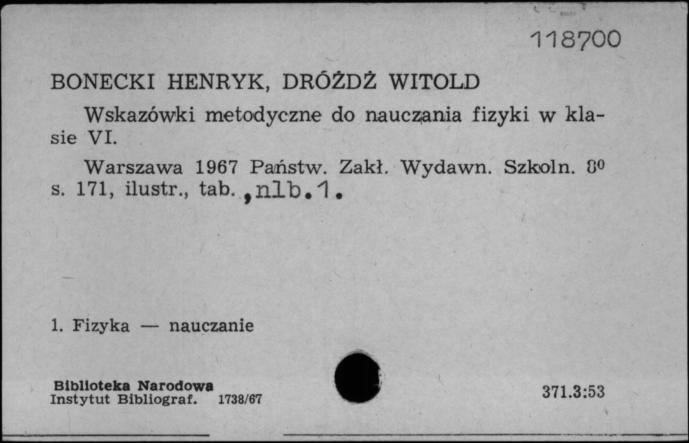 118700
BONECKI HENRYK, DRÓŻDŻ WITOLD
Wskazówki metodyczne do nauczania fizyki w kla-
sie VI.
Warszawa 1967 Państw. Zakł. Wydawn. Szkoln. 8⁰
s. 171, ilustr., tab. ,nlb.1.
1. Fizyka — nauczanie
Biblioteka Narodowa
371.3:53
Instytut Bibliograf. 1738/67